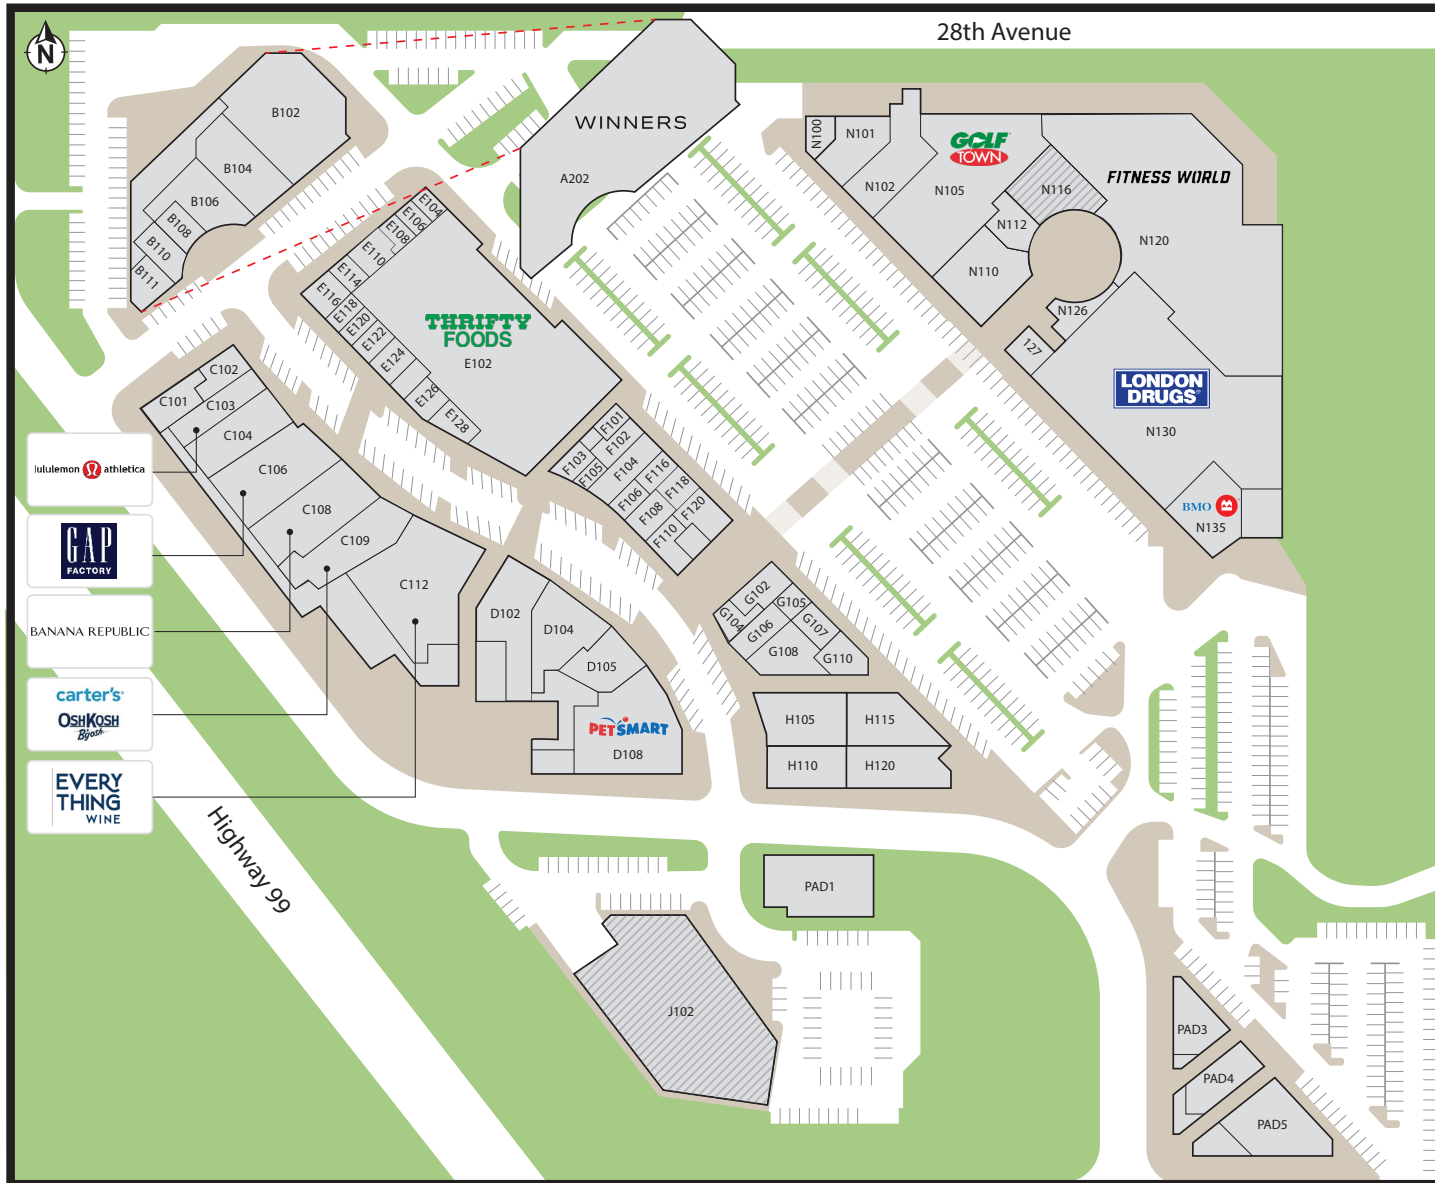 28th Avenue
N
WINNERS
A202
B102
B104
B106
B108
B110
B111
E104
E106
E108
E110
E114
E116
E118
E120
E122
E124
E126
E128
THRIFTY
FOODS
E102
N100
N101
N102
GOLF
TOWN
N105
N116
N112
N110
FITNESS WORLD
N120
N126
127
LONDON
DRUGS
N130
BMO
N135
C102
C101
C103
C104
C106
C108
C109
C112
lululemon athletica
GAP
FACTORY
BANANA REPUBLIC
carter's
OSHKOSH
B'gosh
EVERY
THING
WINE
F101
F102
F103
F105
F104
F116
F106
F118
F108
F120
F110
D102
D104
D105
PETSMART
D108
G102
G105
G104
G106
G107
G108
G110
H105
H115
H110
H120
Highway 99
PAD1
J102
PAD3
PAD4
PAD5